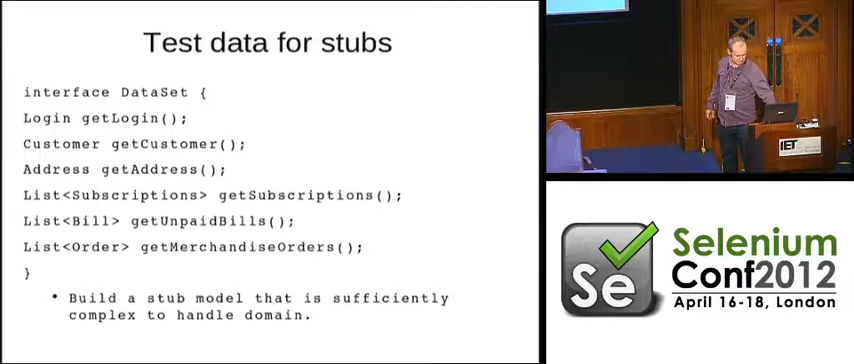 Test data for stubs
interface DataSet {
Login getLogin();
Customer getCustomer();
Address getAddress();
List<Subscriptions> getSubscriptions();
List<Bill> getUnpaidBills();
List<Order> getMerchandiseOrders();
}
• Build a stub model that is sufficiently
complex to handle domain.
IET
Se
Selenium
Conf2012
April 16-18, London